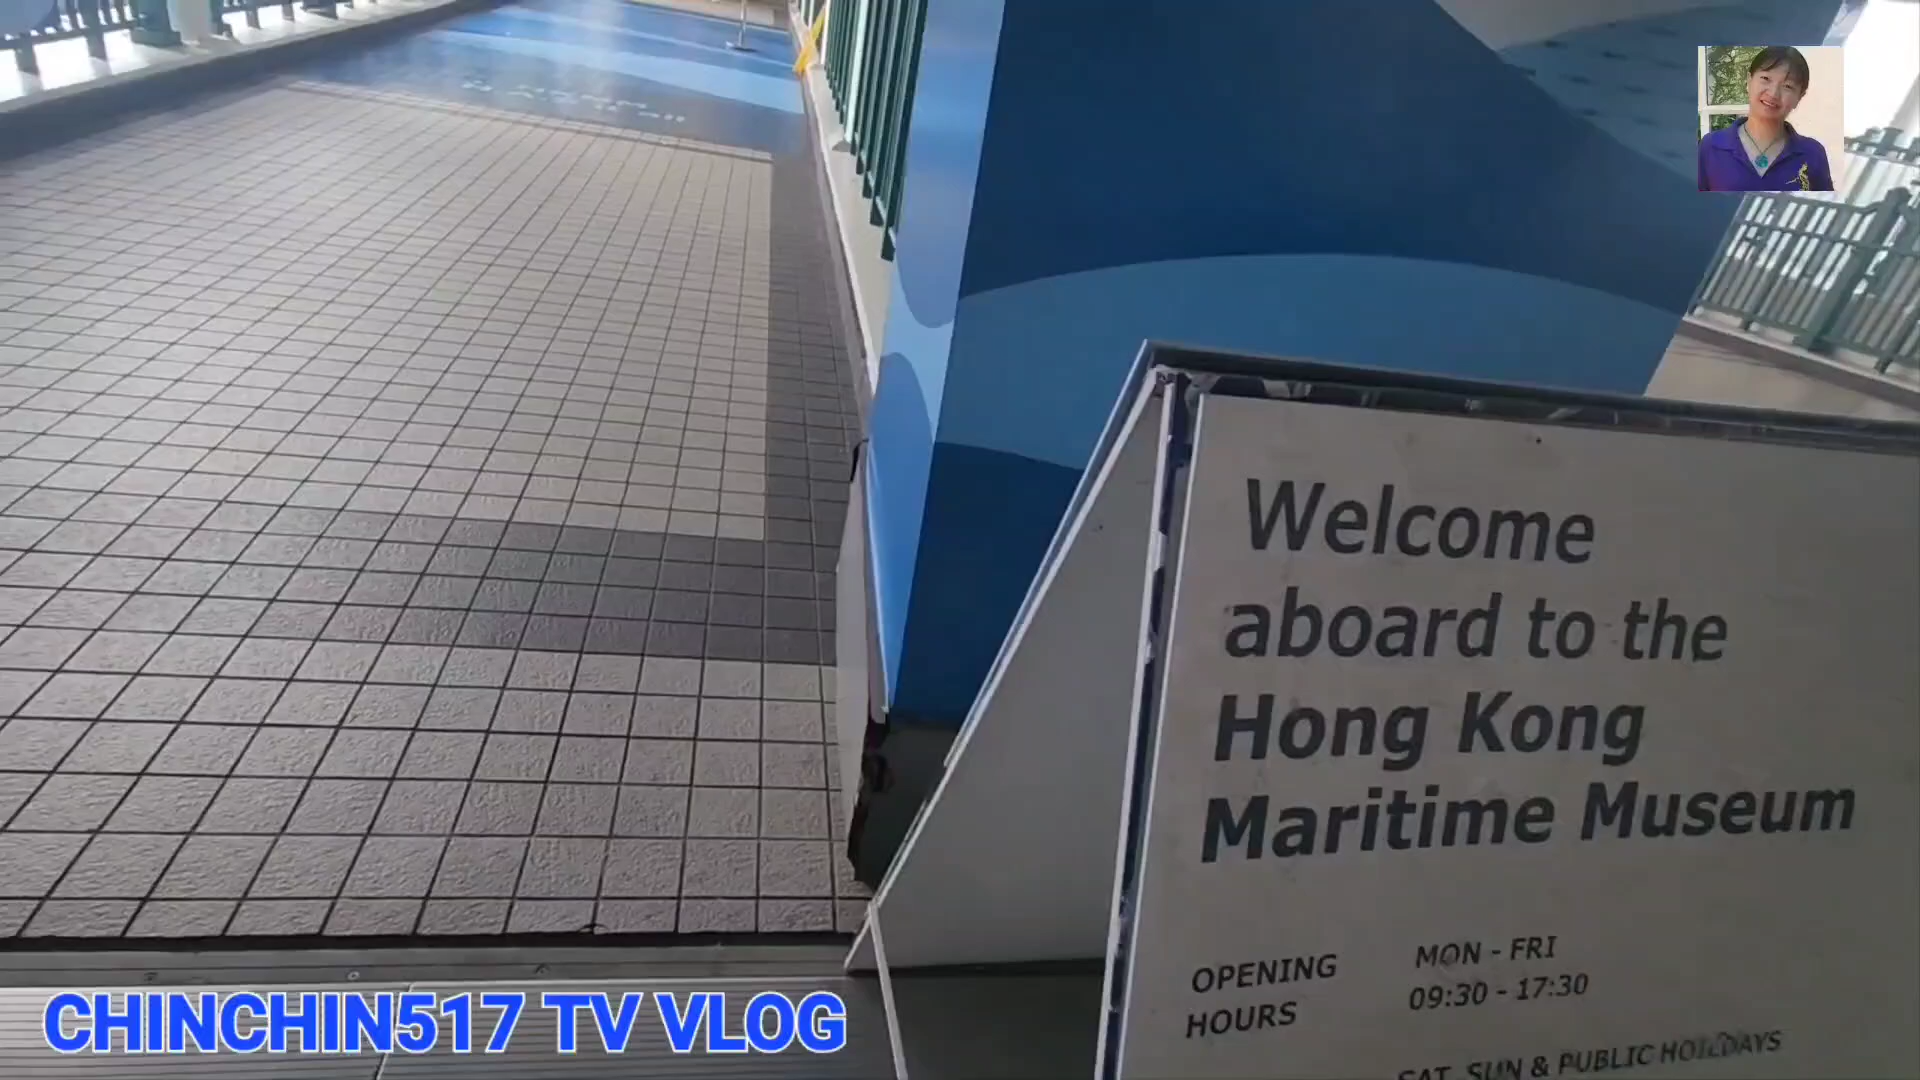 Welcome
aboard to the
Hong Kong
Maritime Museum
OPENING
HOURS
MON - FRI
09:30 - 17:30
SAT, SUN & PUBLIC HOLIDAYS
CHINCHIN517 TV VLOG